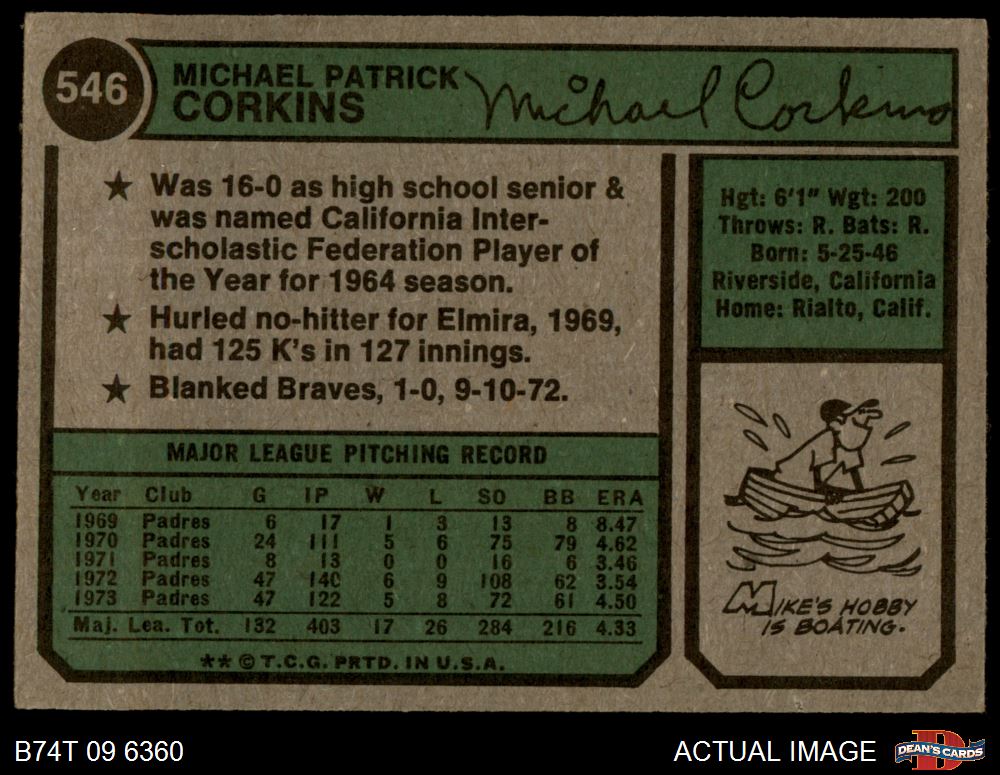 546
MICHAEL PATRICK
CORKINS
Michael Corkins
★ Was 16-0 as high school senior &
was named California Inter-
scholastic Federation Player of
the Year for 1964 season.
★ Hurled no-hitter for Elmira, 1969,
had 125 K's in 127 innings.
★ Blanked Braves, 1-0, 9-10-72.
Hgt: 6'1" Wgt: 200
Throws: R. Bats: R.
Born: 5-25-46
Riverside, California
Home: Rialto, Calif.
MAJOR LEAGUE PITCHING RECORD
Year Club G IP W L SO BB ERA
1969 Padres 6 17 1 3 13 8 8.47
1970 Padres 24 111 5 6 75 79 4.62
1971 Padres 8 13 0 0 16 6 3.46
1972 Padres 47 140 6 9 108 62 3.54
1973 Padres 47 122 5 8 72 61 4.50
Maj. Lea. Tot. 132 403 17 26 284 216 4.33
** © T.C.G. PRTD. IN U.S.A.
MIKE'S HOBBY
IS BOATING.
B74T 09 6360
ACTUAL IMAGE
D
DEAN'S CARDS